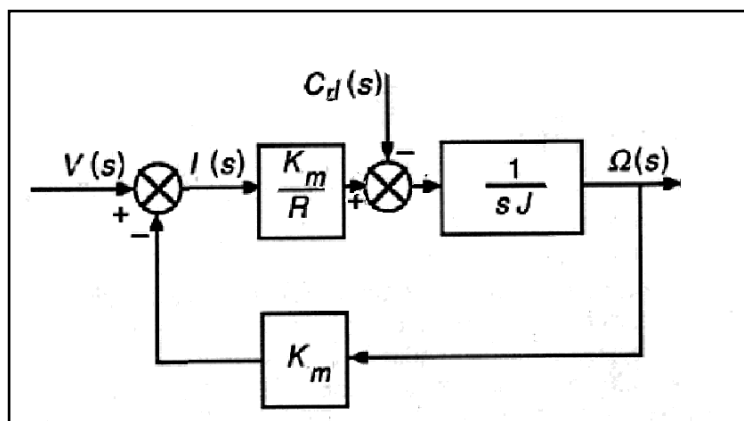 C_d(s)
V(s)
I(s)
K_m
R
1
sJ
Ω(s)
+
−
+
−
K_m